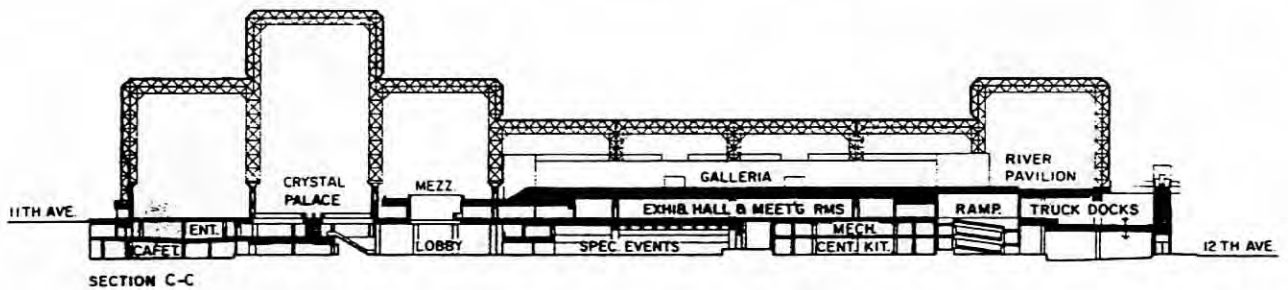 CRYSTAL PALACE
MEZZ.
GALLERIA
RIVER PAVILION
11TH AVE.
ENT.
CAFET.
LOBBY
EXHIB. HALL & MEET'G RMS
SPEC. EVENTS
MECH.
CENT. KIT.
RAMP.
TRUCK DOCKS
12 TH AVE.
SECTION C-C